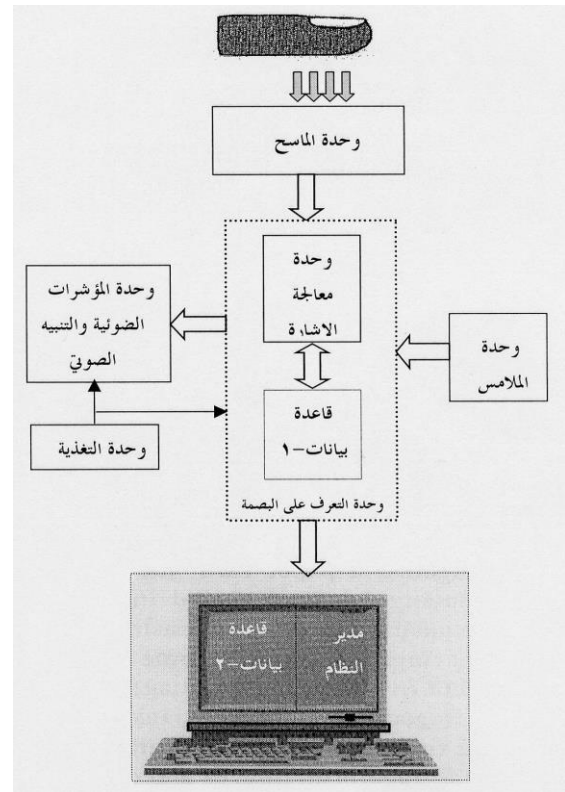 وحدة الماسح
وحدة
معالجة
الاشارة
وحدة المؤشرات
الضوئية والتنبيه
الصوتيّ
وحدة
الملامس
قاعدة
بيانات-١
وحدة التغذية
وحدة التعرف على البصمة
قاعدة
بيانات-٢
مدير
النظام